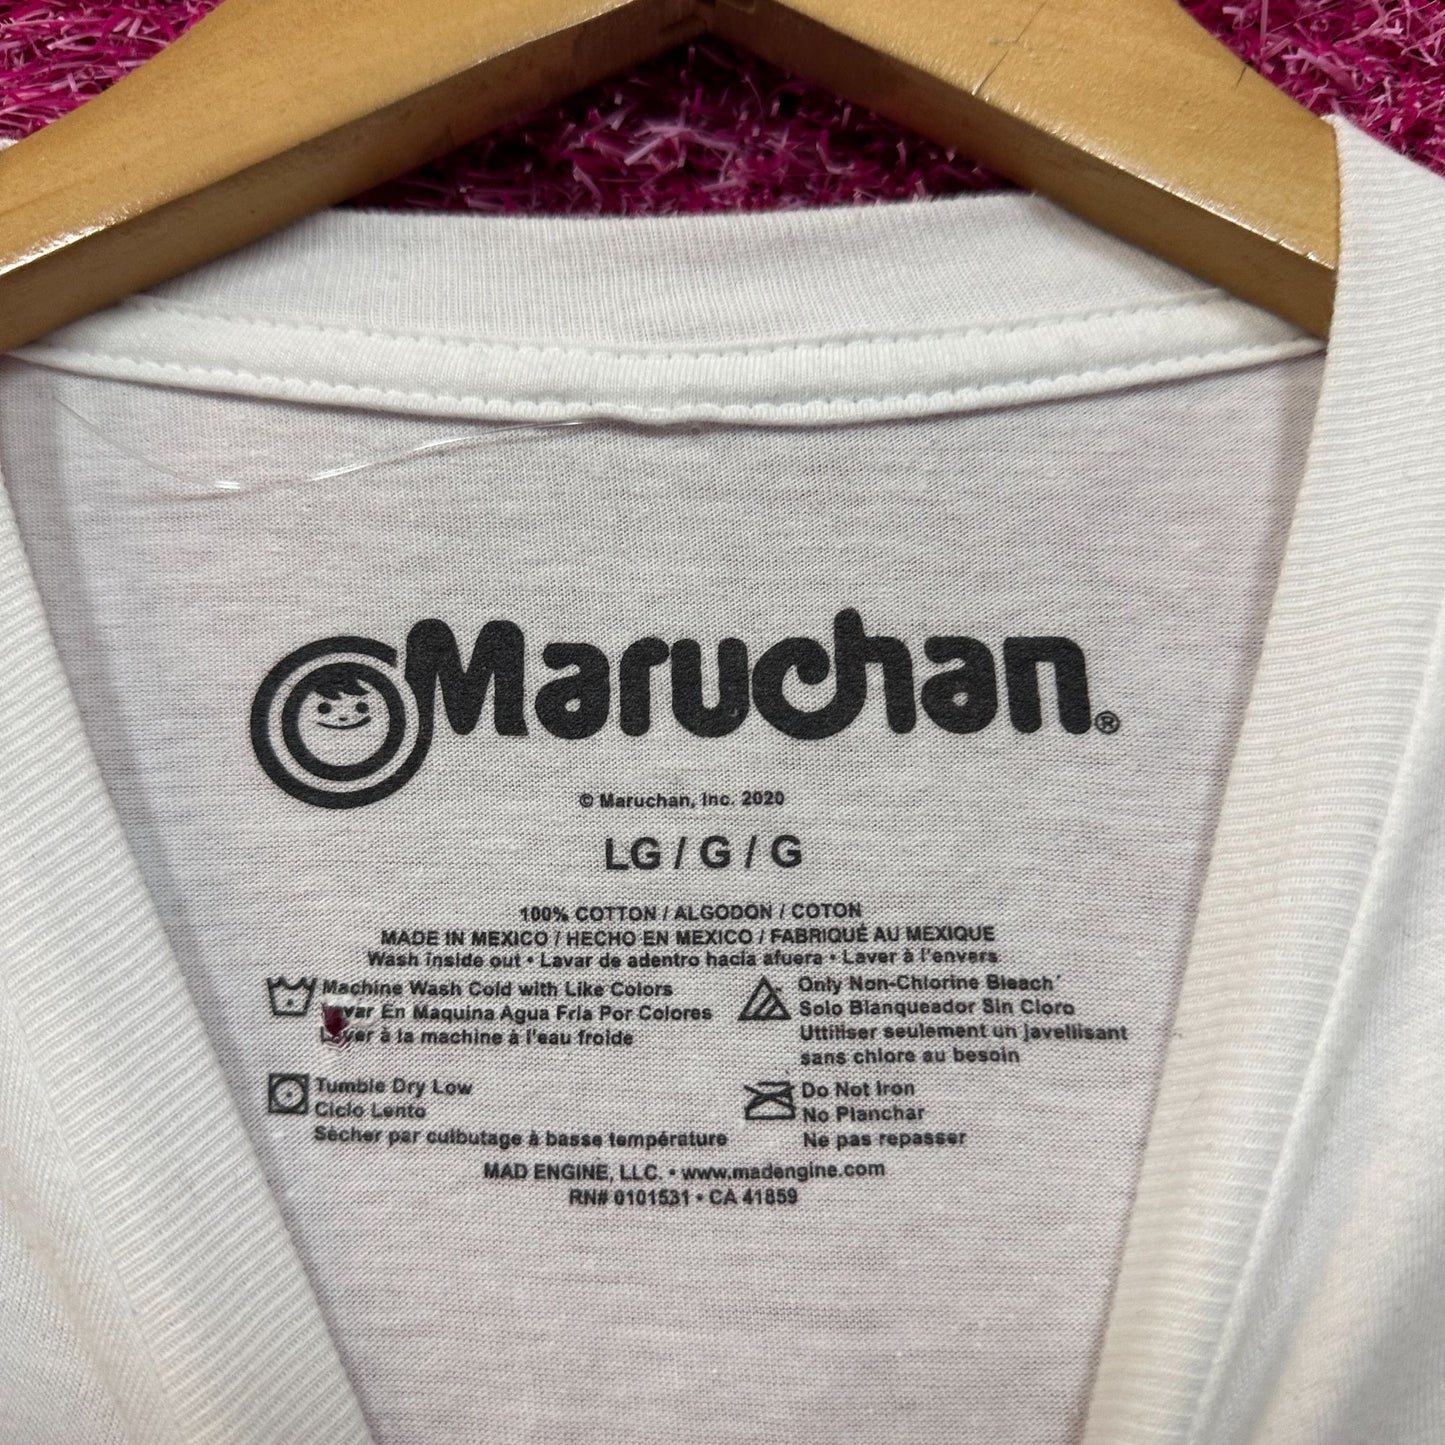 Maruchan®
© Maruchan, Inc. 2020
LG / G / G
100% COTTON / ALGODON / COTON
MADE IN MEXICO / HECHO EN MEXICO / FABRIQUÉ AU MEXIQUE
Wash inside out • Lavar de adentro hacia afuera • Laver à l'envers
Machine Wash Cold with Like Colors
En Maquina Agua Fria Por Colores
à la machine à l'eau froide
Only Non-Chlorine Bleach
Solo Blanqueador Sin Cloro
Uttiliser seulement un javellisant
sans chlore au besoin
Tumble Dry Low
Ciclo Lento
Sécher par culbutage à basse température
Do Not Iron
No Planchar
Ne pas repasser
MAD ENGINE, LLC. • www.madengine.com
RN# 0101531 • CA 41859